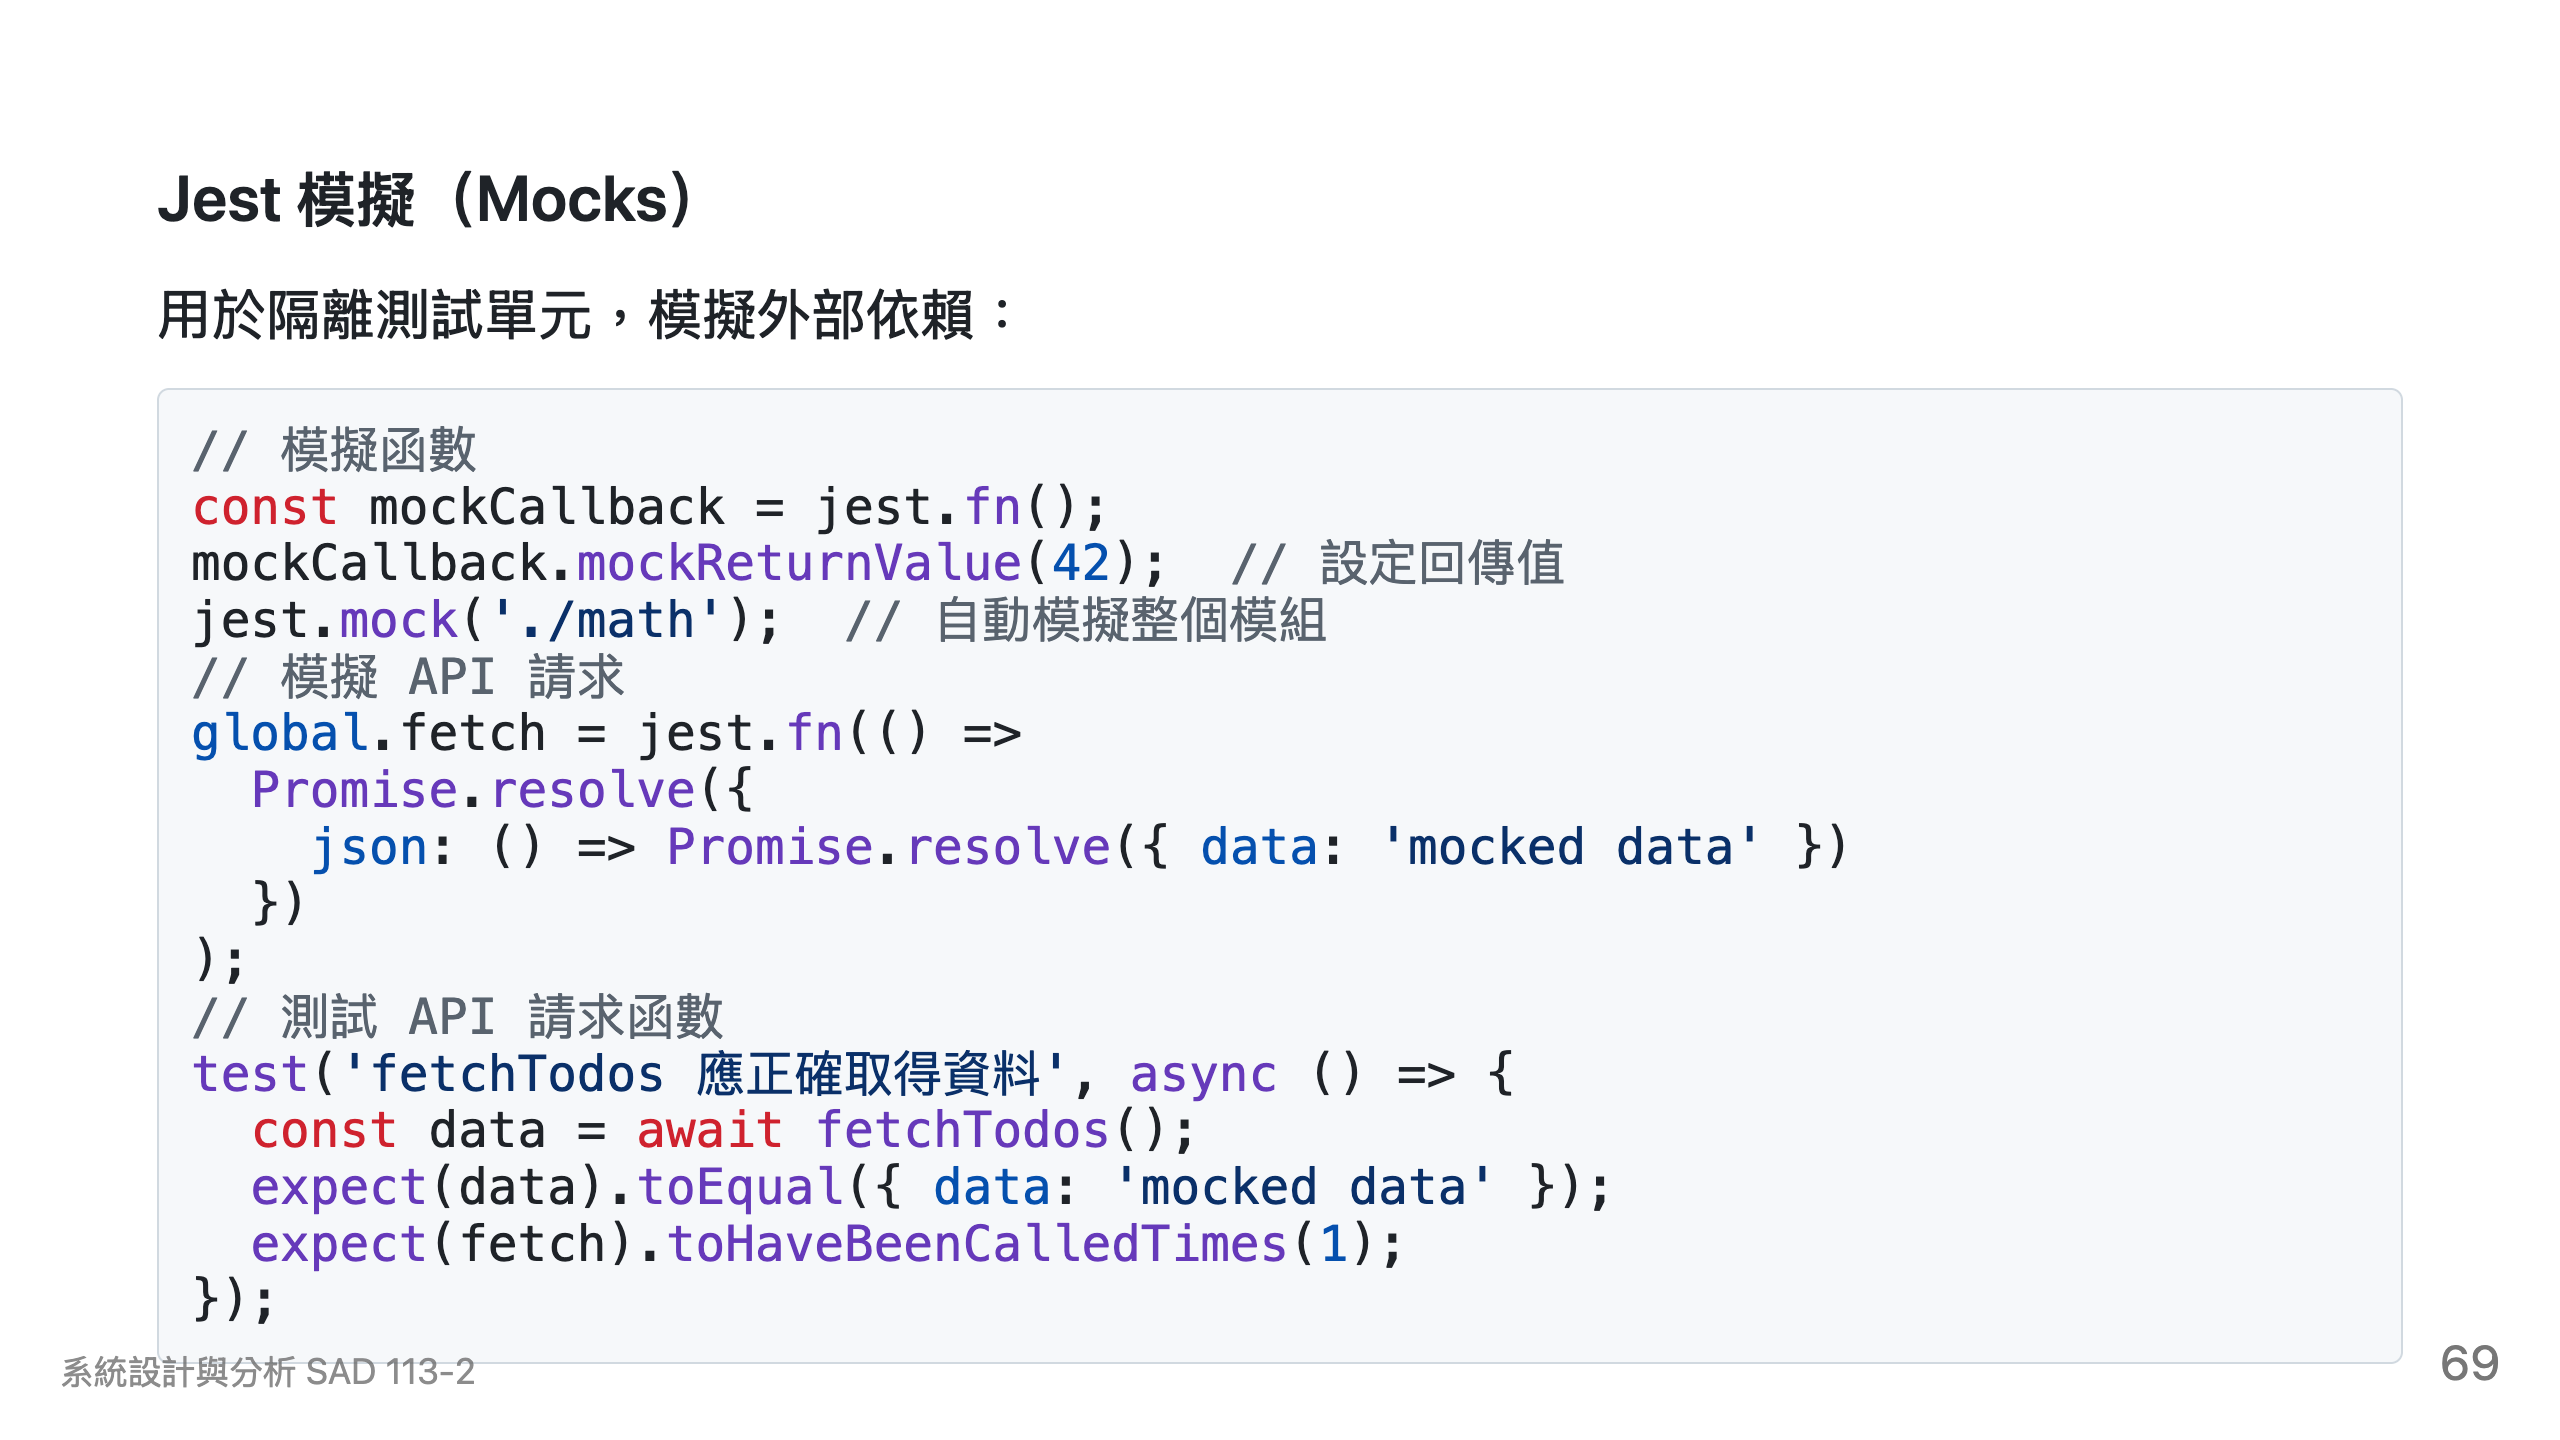 Jest 模擬（Mocks）
用於隔離測試單元，模擬外部依賴：
// 模擬函數
const mockCallback = jest.fn();
mockCallback.mockReturnValue(42);  // 設定回傳值
jest.mock('./math');  // 自動模擬整個模組
// 模擬 API 請求
global.fetch = jest.fn(() =>
  Promise.resolve({
    json: () => Promise.resolve({ data: 'mocked data' })
  })
);
// 測試 API 請求函數
test('fetchTodos 應正確取得資料', async () => {
  const data = await fetchTodos();
  expect(data).toEqual({ data: 'mocked data' });
  expect(fetch).toHaveBeenCalledTimes(1);
});
系統設計與分析 SAD 113-2
69